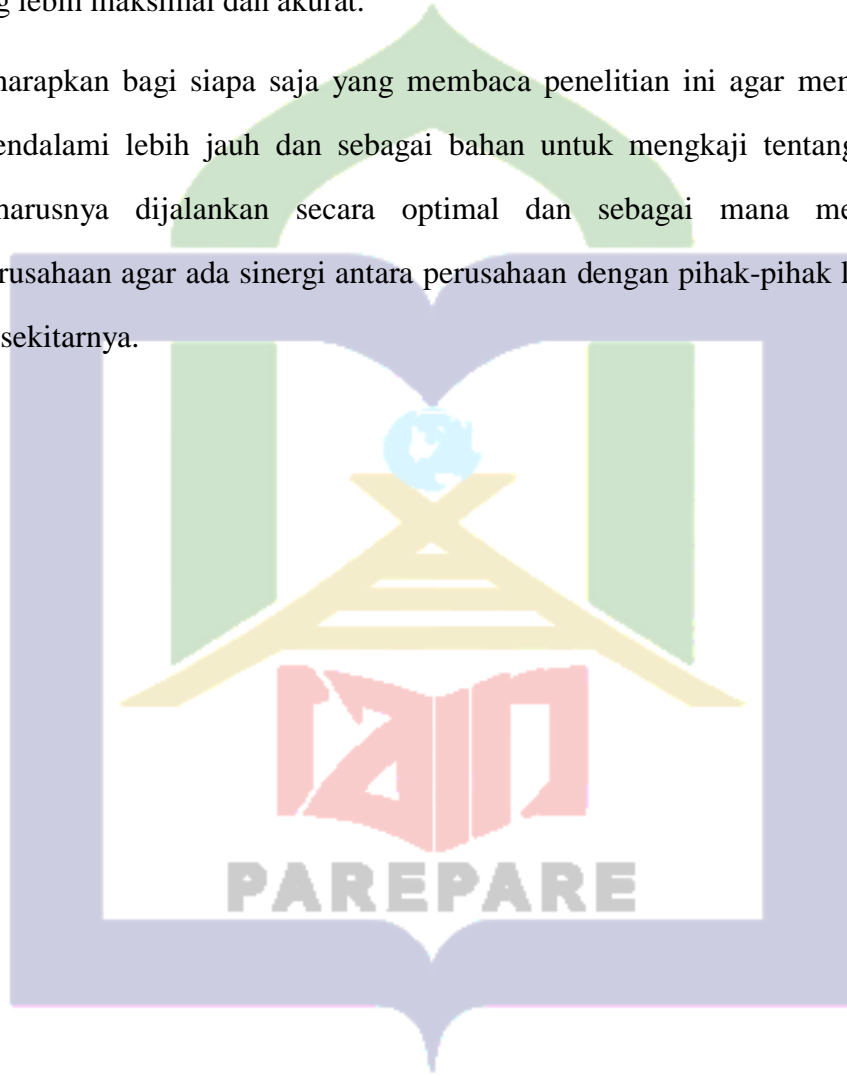 g lebih maksimal dan akurat.
harapkan bagi siapa saja yang membaca penelitian ini agar men
endalami lebih jauh dan sebagai bahan untuk mengkaji tentang
harusnya dijalankan secara optimal dan sebagai mana me
rusahaan agar ada sinergi antara perusahaan dengan pihak-pihak l
sekitarnya.
iain
PAREPARE